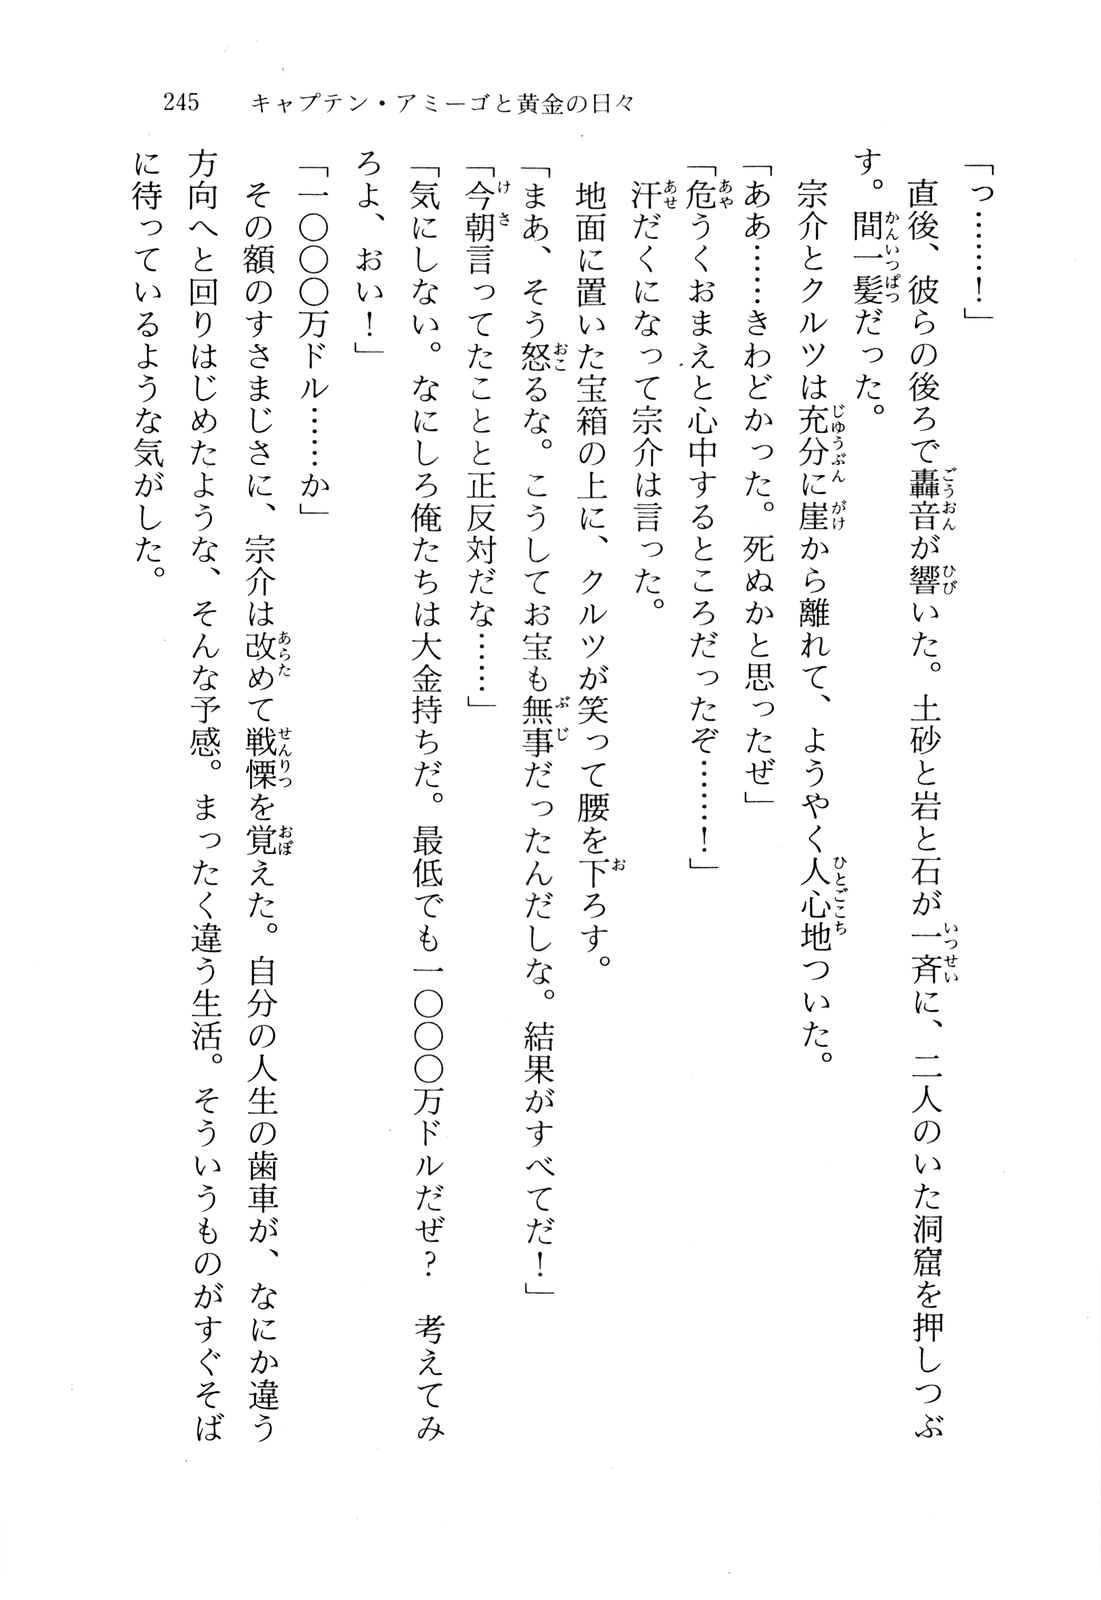 245　キャプテン・アミーゴと黄金の日々
「っ……！」
　直後、彼らの後ろで轟音が響いた。土砂と岩と石が一斉に、二人のいた洞窟を押しつぶ
す。間一髪だった。
　宗介とクルツは充分に崖から離れて、ようやく人心地ついた。
「ああ……きわどかった。死ぬかと思ったぜ」
「危うくおまえと心中するところだったぞ……！」
　汗だくになって宗介は言った。
　地面に置いた宝箱の上に、クルツが笑って腰を下ろす。
「まあ、そう怒るな。こうしてお宝も無事だったんだしな。結果がすべてだ！」
「今朝言ってたことと正反対だな……」
「気にしない。なにしろ俺たちは大金持ちだ。最低でも一〇〇〇万ドルだぜ？　考えてみ
ろよ、おい！」
「一〇〇〇万ドル……か」
　その額のすさまじさに、宗介は改めて戦慄を覚えた。自分の人生の歯車が、なにか違う
方向へと回りはじめたような、そんな予感。まったく違う生活。そういうものがすぐそば
に待っているような気がした。